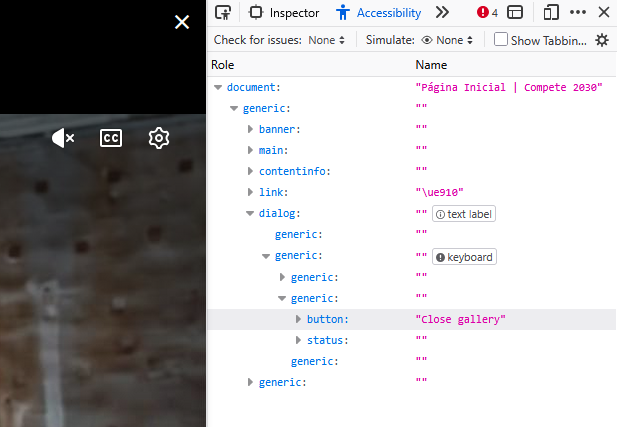 CC
Inspector Accessibility 4
Check for issues: None Simulate: None Show Tabbin...
Role Name
document: "Página Inicial | Compete 2030"
generic: ""
banner: ""
main: ""
contentinfo: ""
link: "\ue910"
dialog: "" text label
generic: ""
generic: "" keyboard
generic: ""
generic: ""
button: "Close gallery"
status: ""
generic: ""
generic: ""